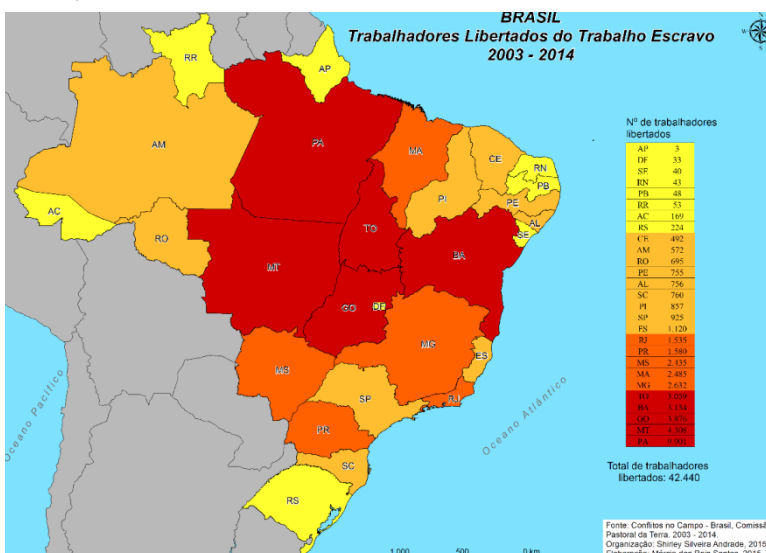 BRASIL
Trabalhadores Libertados do Trabalho Escravo
2003 - 2014
RR
AP
AM
PA
MA
CE
RN
PB
PI
PE
AL
SE
AC
RO
TO
BA
MT
GO
DF
MG
ES
MS
SP
RJ
PR
SC
RS
Oceano Pacífico
Oceano Atlântico
Nº de trabalhadores
libertados
AP 3
DF 33
SE 40
RN 43
PB 48
RR 53
AC 169
RS 224
CE 492
AM 572
RO 695
PE 755
AL 756
SC 760
PI 857
SP 925
ES 1.120
RJ 1.535
PR 1.580
MS 2.435
MA 2.485
MG 2.632
TO
BA
GO
MT
PA
Total de trabalhadores
libertados: 42.440
1.000 500 0 km
Fonte: Conflitos no Campo - Brasil, Comissã
Pastoral da Terra. 2003 - 2014.
Organização: Shirley Silveira Andrade, 2015